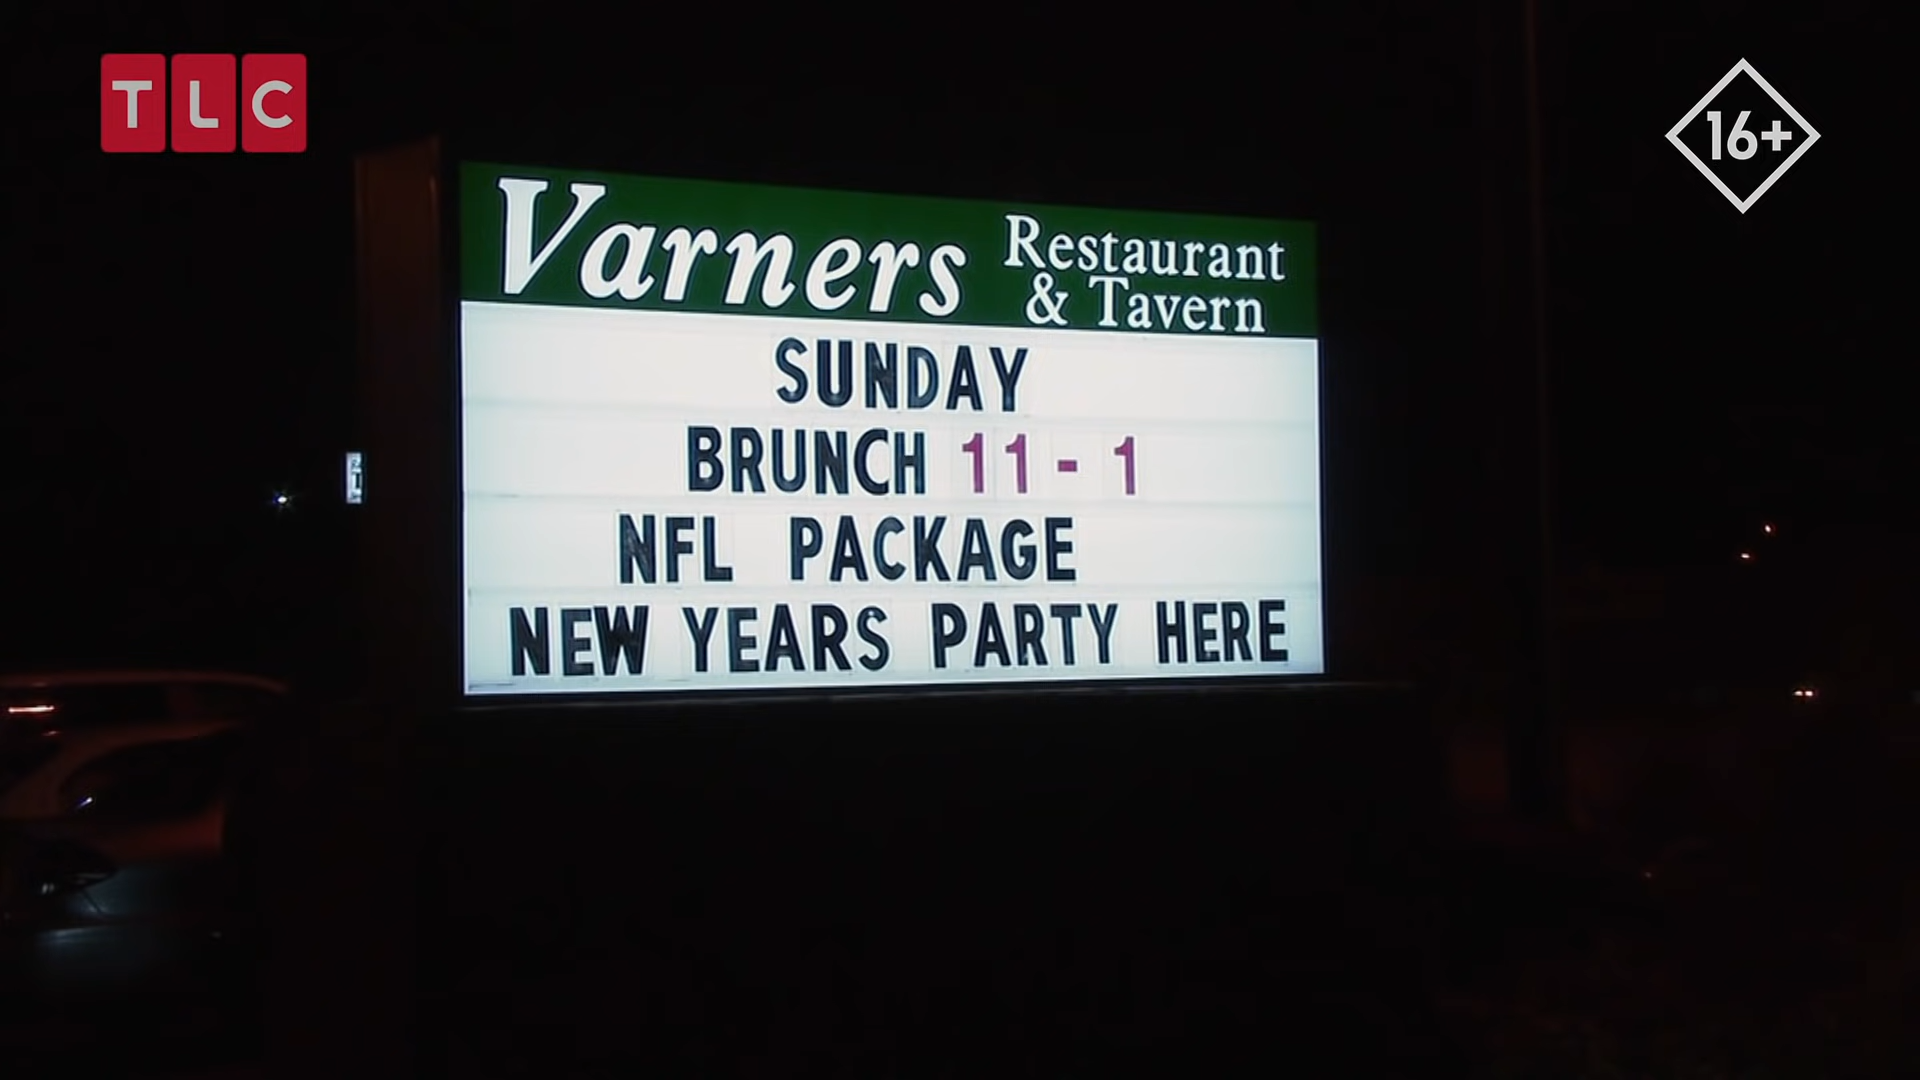 TLC
16+
Varners Restaurant
& Tavern
SUNDAY
BRUNCH 11 - 1
NFL PACKAGE
NEW YEARS PARTY HERE